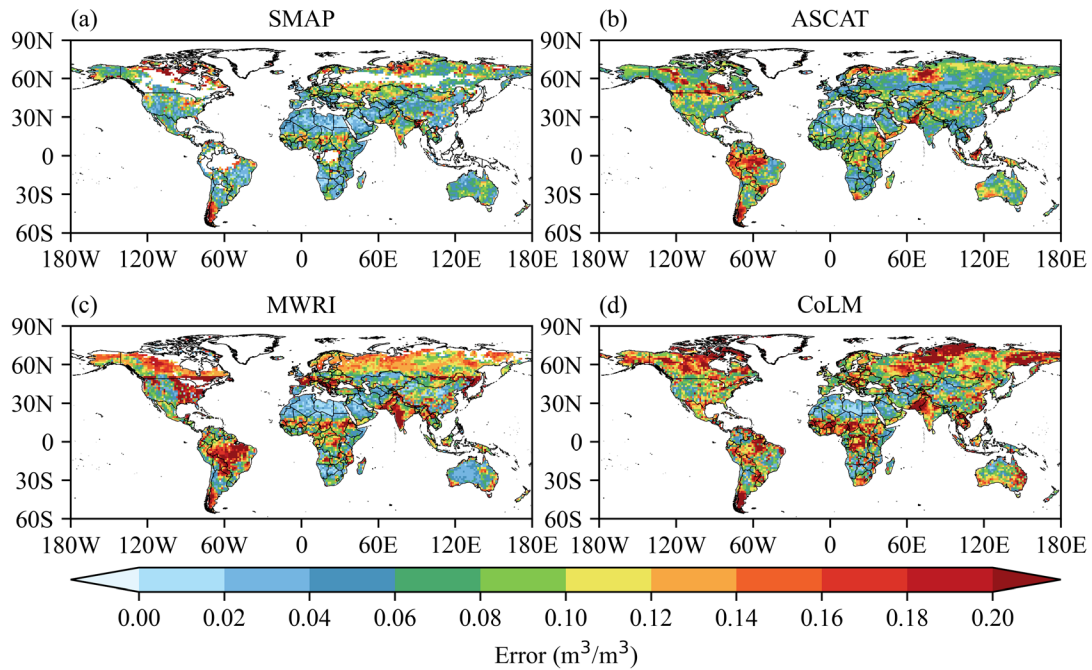 (a) SMAP
90N
60N
30N
0
30S
60S
180W 120W 60W 0 60E 120E 180E
(b) ASCAT
90N
60N
30N
0
30S
60S
180W 120W 60W 0 60E 120E 180E
(c) MWRI
90N
60N
30N
0
30S
60S
180W 120W 60W 0 60E 120E 180E
(d) CoLM
90N
60N
30N
0
30S
60S
180W 120W 60W 0 60E 120E 180E
0.00 0.02 0.04 0.06 0.08 0.10 0.12 0.14 0.16 0.18 0.20
Error (m³/m³)